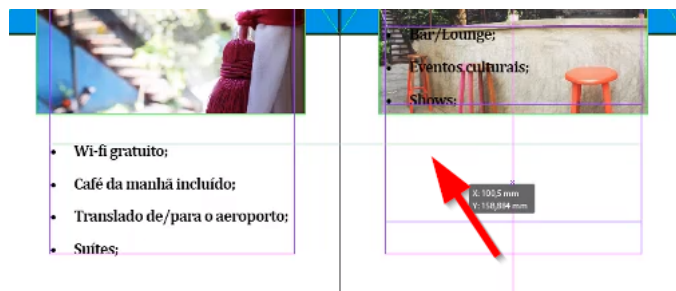 Wi-fi gratuito;
Café da manhã incluído;
Translado de/para o aeroporto;
Suítes;
Bar/Lounge;
Eventos culturais;
Shows;
X: 100,5 mm
Y: 158,884 mm